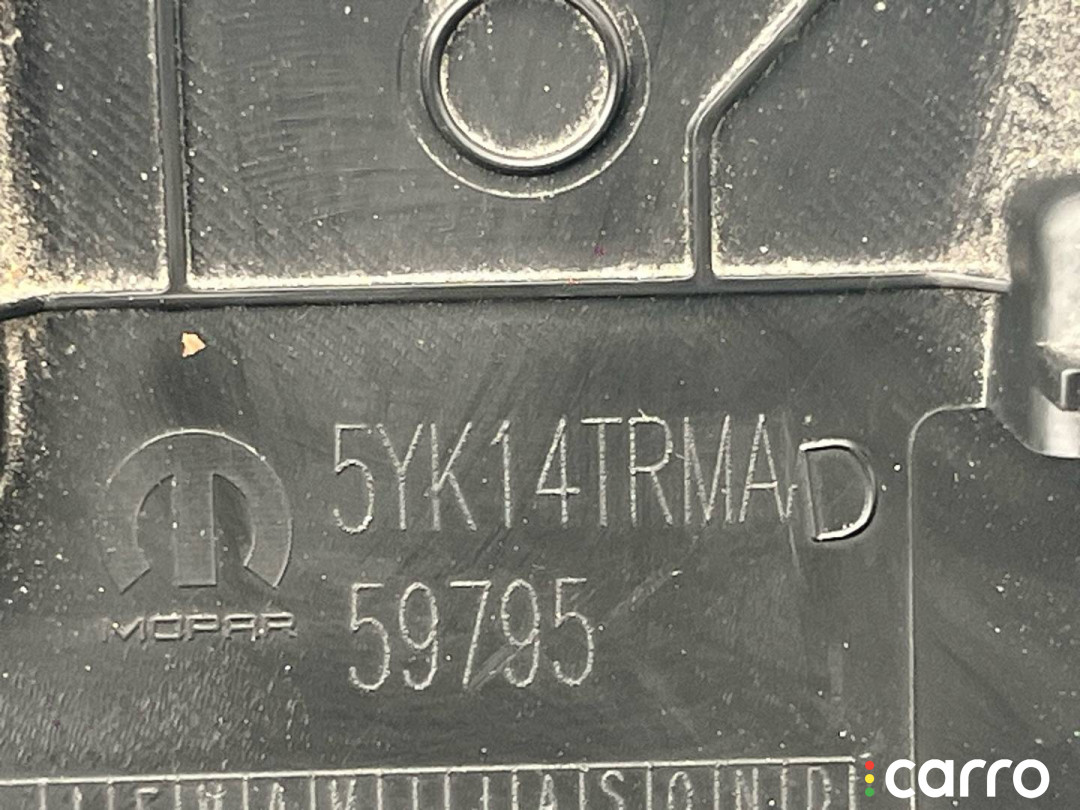 5YK14TRMAD
MOPAR
59795
J F M A M J J A S O N D
carro